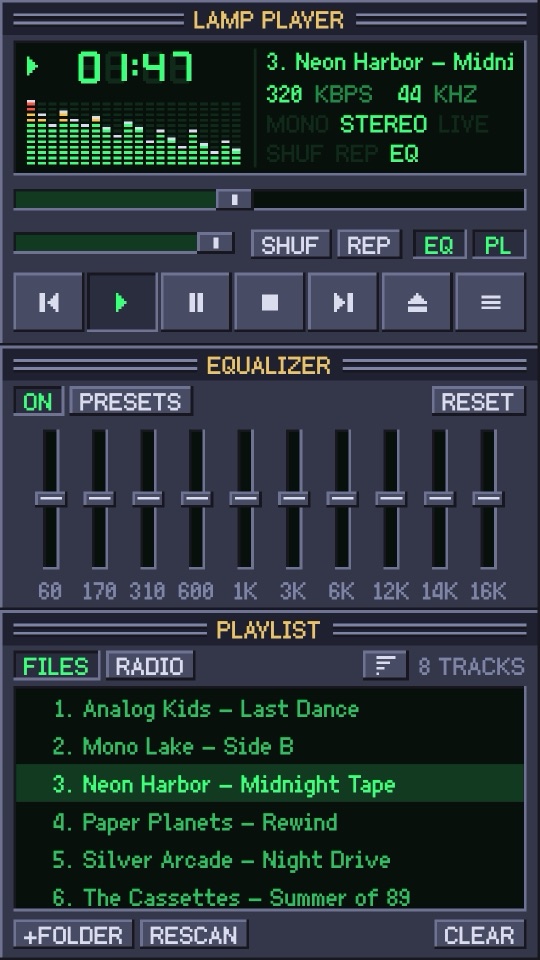 LAMP PLAYER
01:47
3. Neon Harbor – Midni
320 KBPS 44 KHZ
MONO STEREO LIVE
SHUF REP EQ
SHUF REP EQ PL
EQUALIZER
ON PRESETS RESET
60 170 310 600 1K 3K 6K 12K 14K 16K
PLAYLIST
FILES RADIO 8 TRACKS
1. Analog Kids – Last Dance
2. Mono Lake – Side B
3. Neon Harbor – Midnight Tape
4. Paper Planets – Rewind
5. Silver Arcade – Night Drive
6. The Cassettes – Summer of 89
+FOLDER RESCAN CLEAR